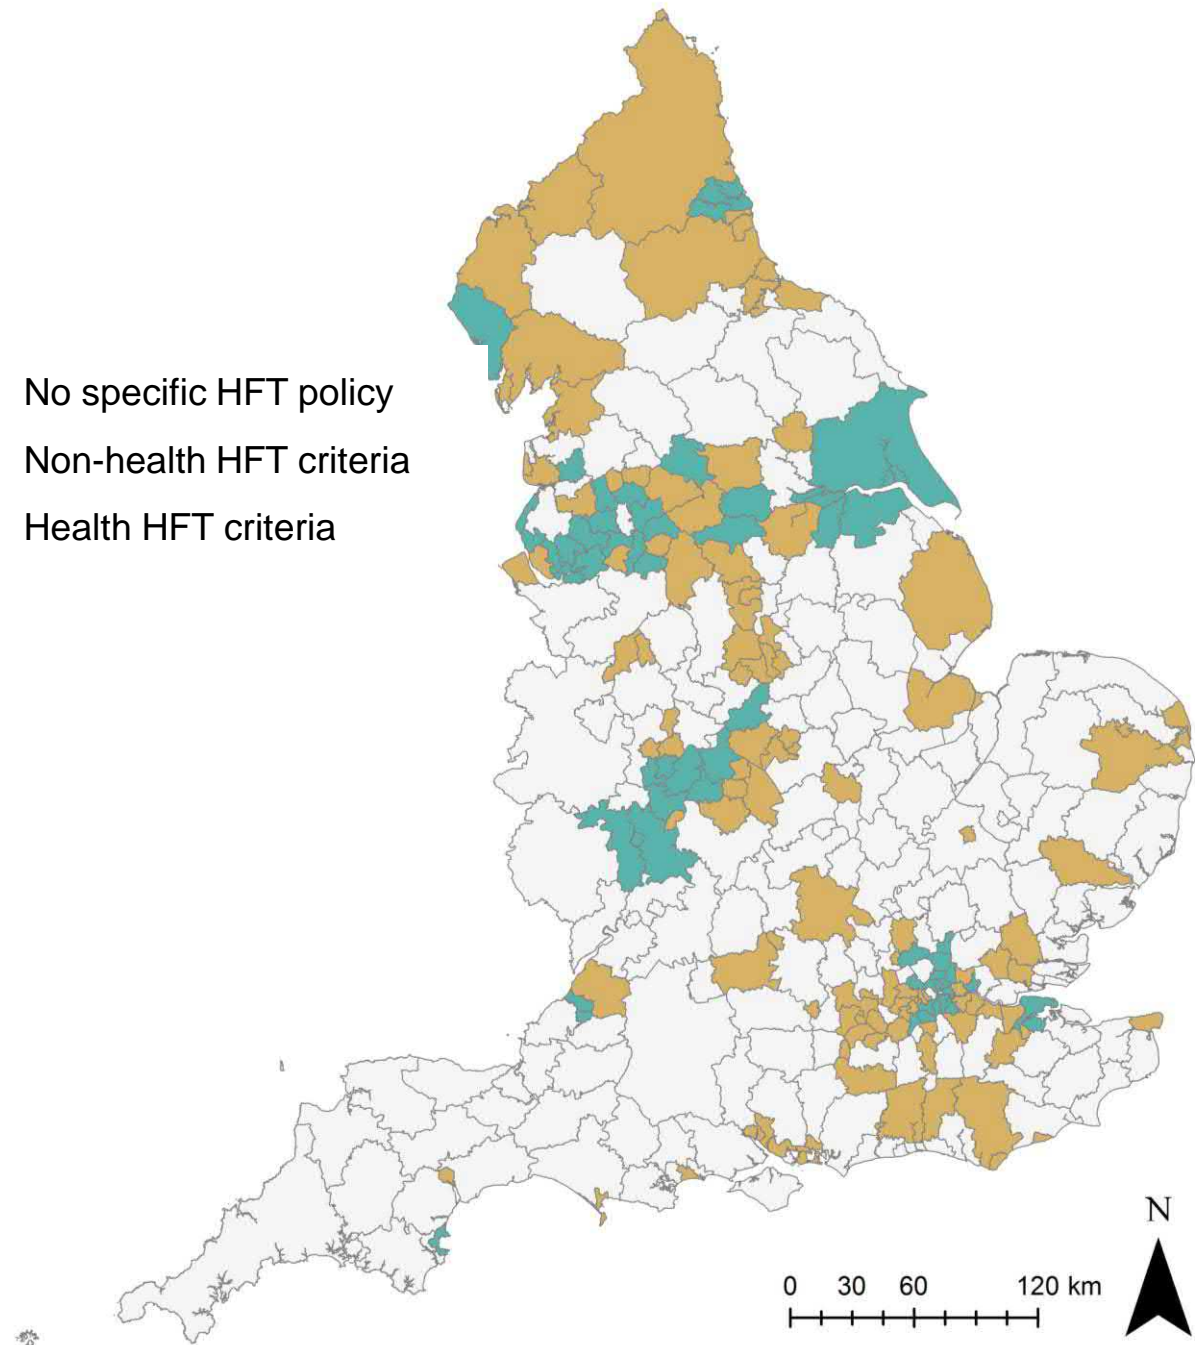 No specific HFT policy
Non-health HFT criteria
Health HFT criteria
N
0 30 60 120 km